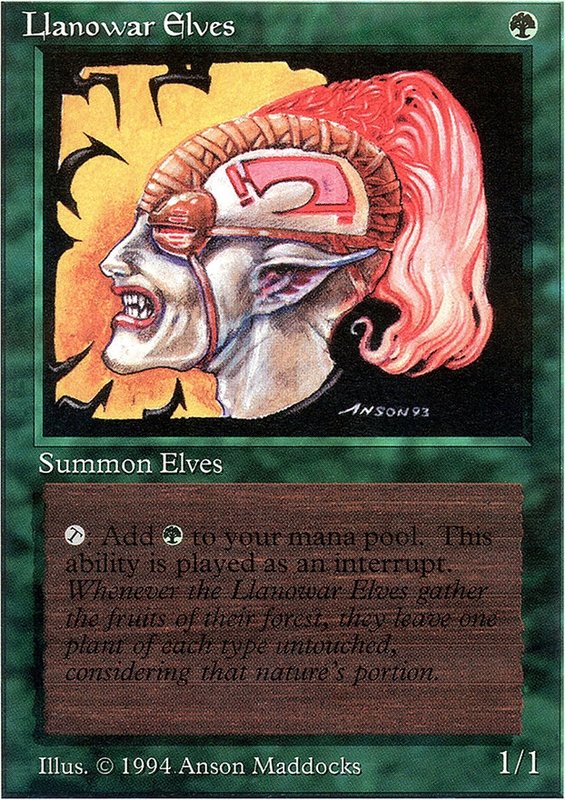 Llanowar Elves
ANSON 93
Summon Elves
T Add to your mana pool. This
ability is played as an interrupt.
Whenever the Llanowar Elves gather
the fruits of their forest, they leave one
plant of each type untouched,
considering that nature's portion.
Illus. © 1994 Anson Maddocks
1/1